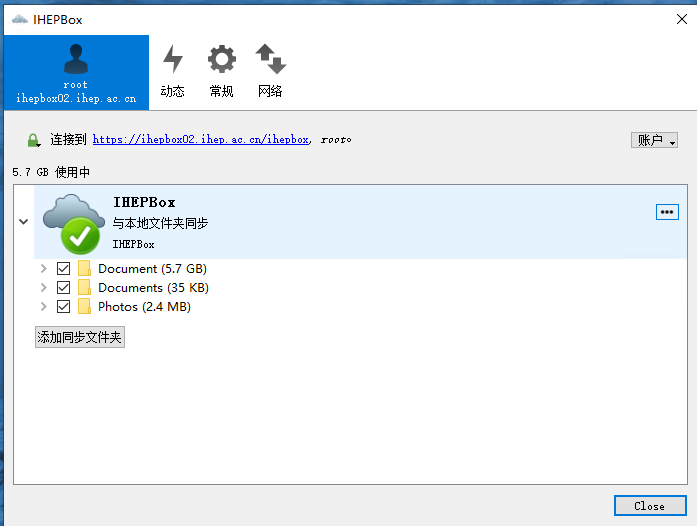 IHEPBox
root
ihepbox02.ihep.ac.cn
动态
常规
网络
连接到 https://ihepbox02.ihep.ac.cn/ihepbox, root。
账户
5.7 GB 使用中
IHEPBox
与本地文件夹同步
IHEPBox
Document (5.7 GB)
Documents (35 KB)
Photos (2.4 MB)
添加同步文件夹
Close